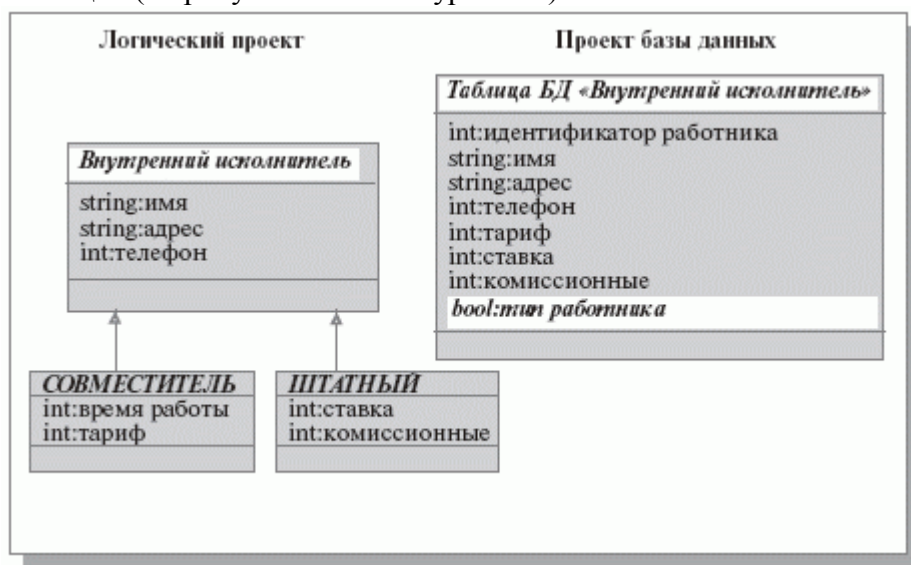 Логический проект
Внутренний исполнитель
string:имя
string:адрес
int:телефон
СОВМЕСТИТЕЛЬ
int:время работы
int:тариф
ШТАТНЫЙ
int:ставка
int:комиссионные
Проект базы данных
Таблица БД «Внутренний исполнитель»
int:идентификатор работника
string:имя
string:адрес
int:телефон
int:тариф
int:ставка
int:комиссионные
bool:тип работника